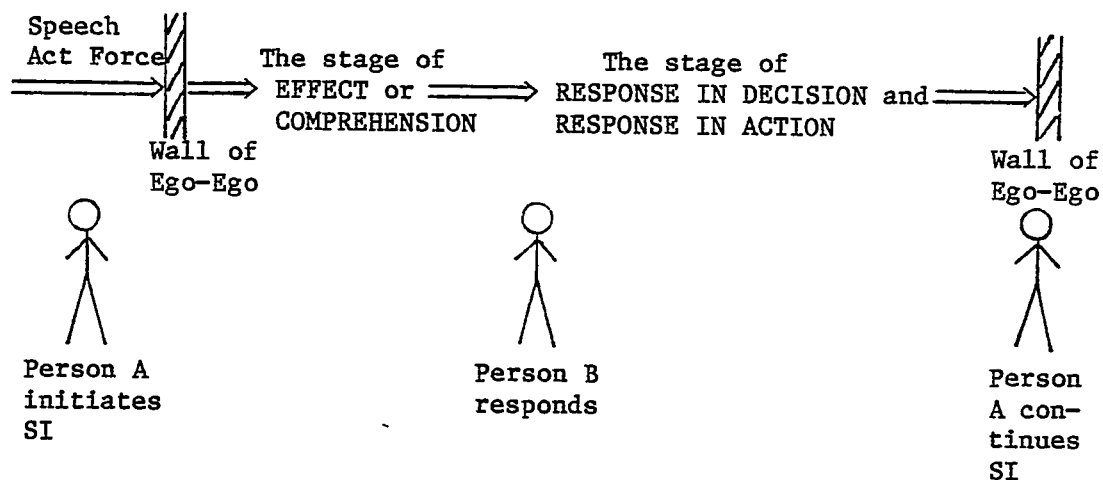 Speech
Act Force
The stage of
EFFECT or
COMPREHENSION
The stage of
RESPONSE IN DECISION and
RESPONSE IN ACTION
Wall of
Ego-Ego
Wall of
Ego-Ego
Person A
initiates
SI
Person B
responds
Person
A con-
tinues
SI